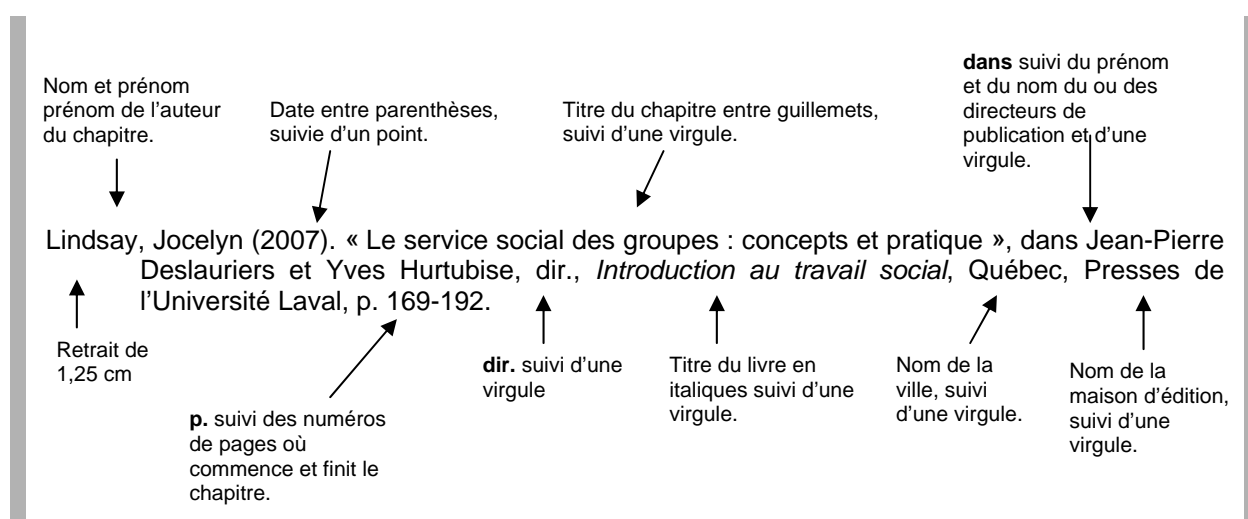 Nom et prénom
prénom de l'auteur
du chapitre.
Date entre parenthèses,
suivie d'un point.
Titre du chapitre entre guillemets,
suivi d'une virgule.
dans suivi du prénom
et du nom du ou des
directeurs de
publication et d'une
virgule.
Lindsay, Jocelyn (2007). « Le service social des groupes : concepts et pratique », dans Jean-Pierre
Deslauriers et Yves Hurtubise, dir., Introduction au travail social, Québec, Presses de
l'Université Laval, p. 169-192.
Retrait de
1,25 cm
p. suivi des numéros
de pages où
commence et finit le
chapitre.
dir. suivi d'une
virgule
Titre du livre en
italiques suivi d'une
virgule.
Nom de la
ville, suivi
d'une virgule.
Nom de la
maison d'édition,
suivi d'une
virgule.